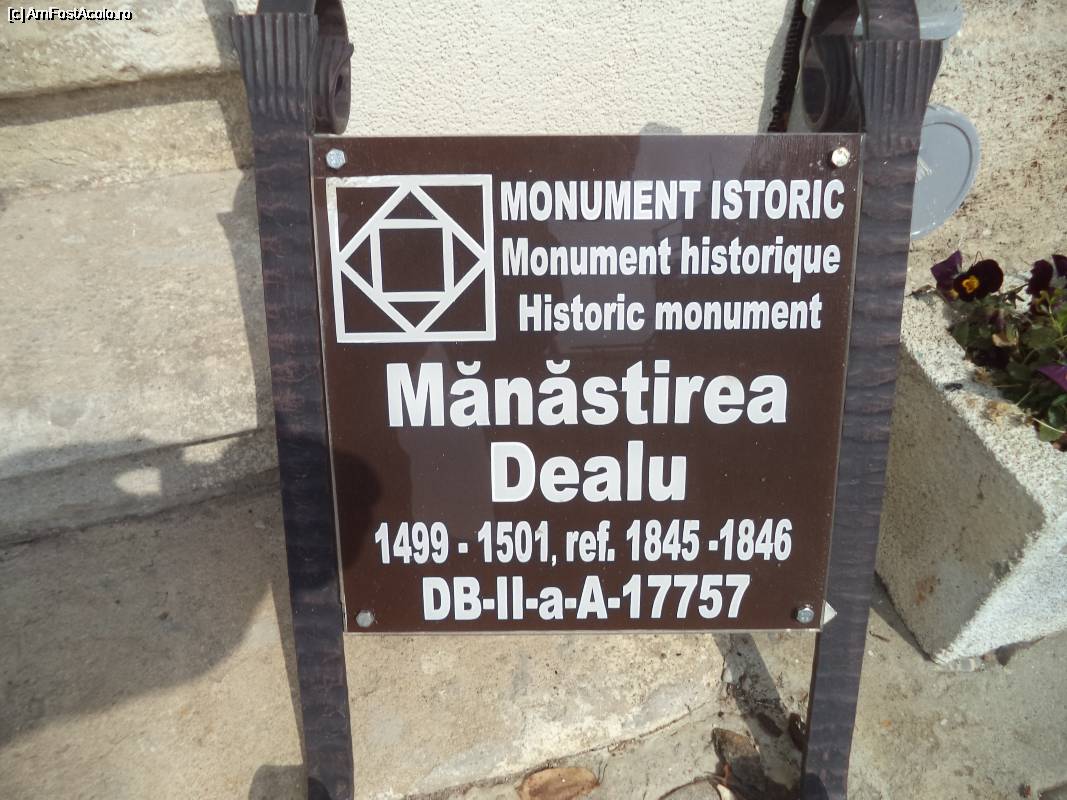 [c] AmFostAcolo.ro
MONUMENT ISTORIC
Monument historique
Historic monument
Mănăstirea
Dealu
1499 - 1501, ref. 1845 -1846
DB-II-a-A-17757